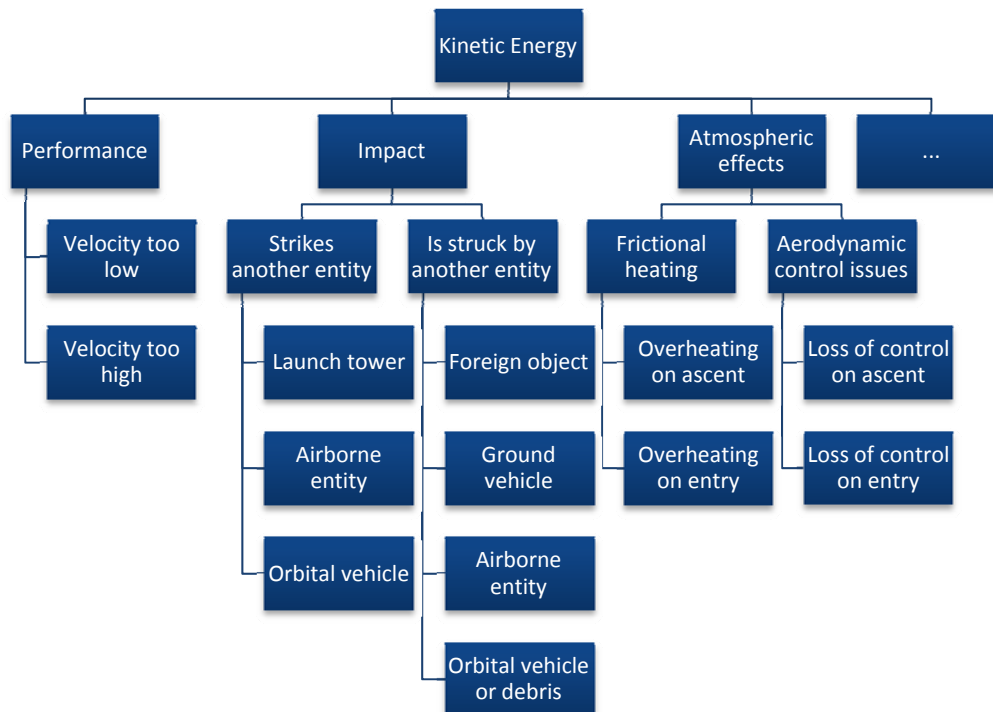 Kinetic Energy
Performance
Impact
Atmospheric
effects
...
Velocity too
low
Velocity too
high
Strikes
another entity
Launch tower
Airborne
entity
Orbital vehicle
Is struck by
another entity
Foreign object
Ground
vehicle
Airborne
entity
Orbital vehicle
or debris
Frictional
heating
Overheating
on ascent
Overheating
on entry
Aerodynamic
control issues
Loss of control
on ascent
Loss of control
on entry